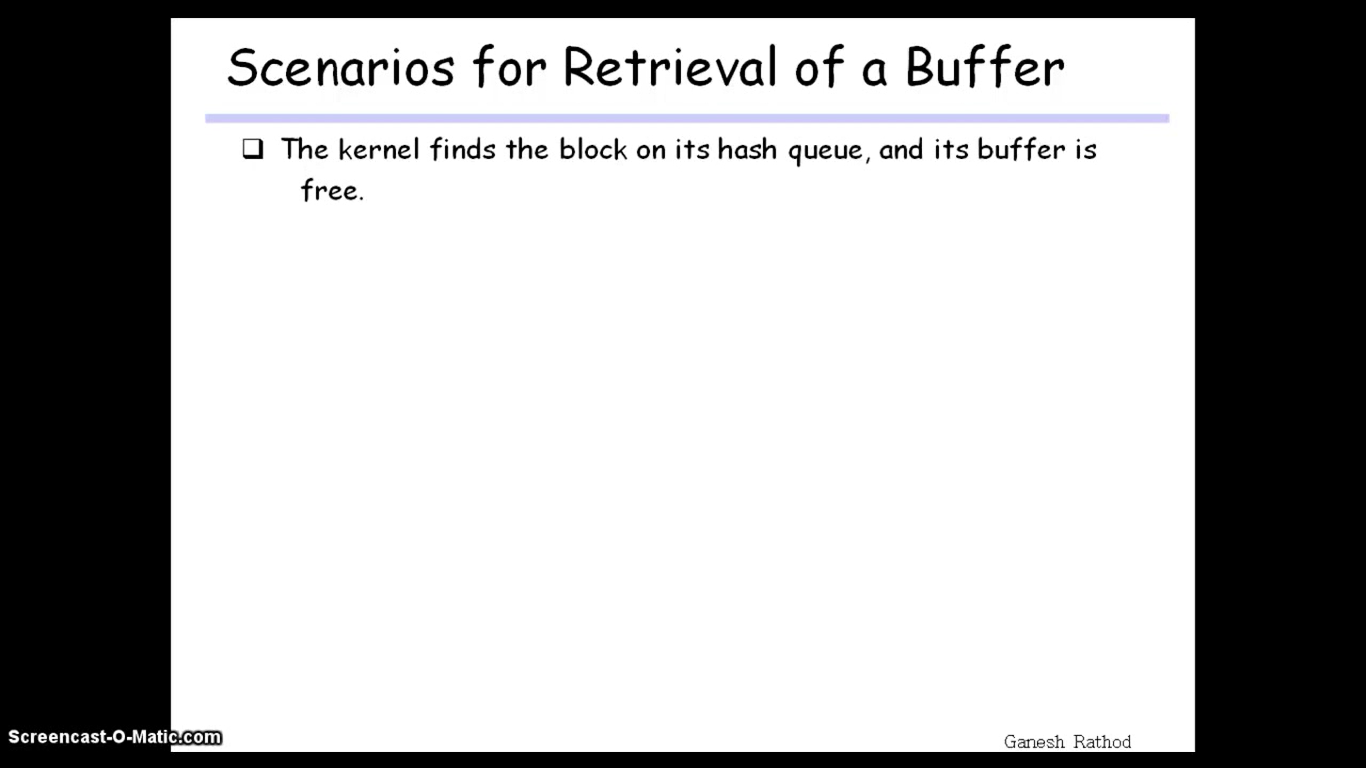 Scenarios for Retrieval of a Buffer
The kernel finds the block on its hash queue, and its buffer is
free.
Screencast-O-Matic.com
Ganesh Rathod